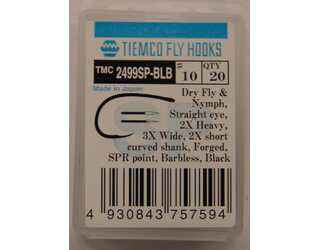 TIEMCO FLY HOOKS
TMC 2499SP-BLB # 10 QTY 20
Made in Japan
Dry Fly &
Nymph,
Straight eye,
2X Heavy,
3X Wide, 2X short
curved shank, Forged,
SPR point, Barbless, Black
4 930843 757594